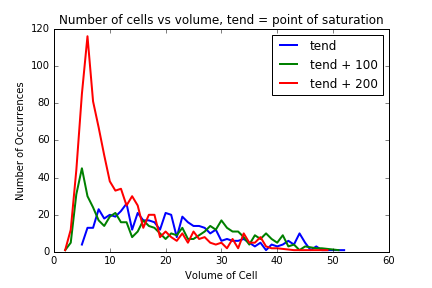 Number of cells vs volume, tend = point of saturation
tend
tend + 100
tend + 200
Number of Occurrences
120
100
80
60
40
20
0
0 10 20 30 40 50 60
Volume of Cell